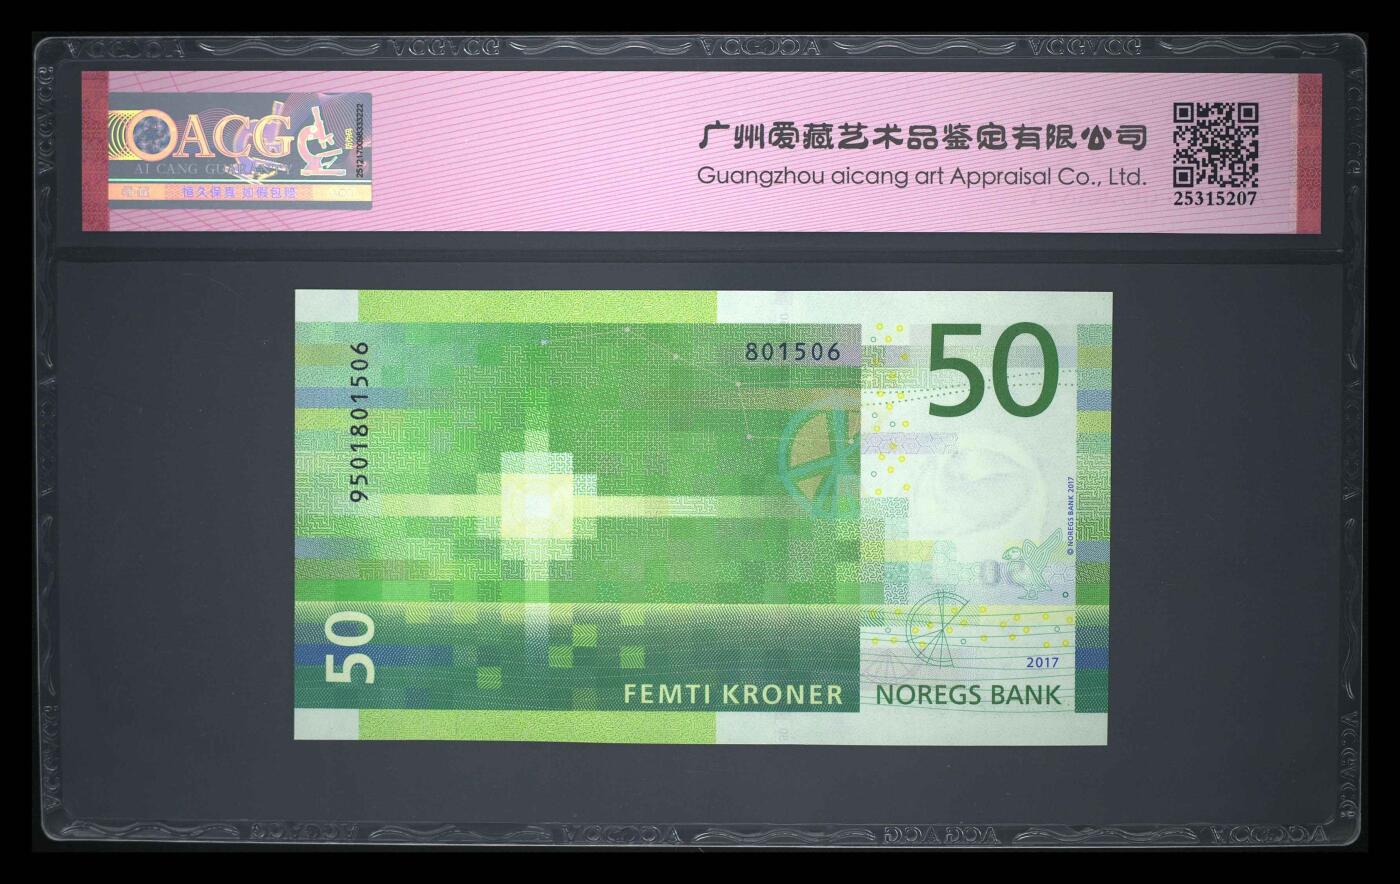 ACG
AI CANG GUARANTY
恒久保真 如假包赔
广州爱藏艺术品鉴定有限公司
Guangzhou aicang art Appraisal Co., Ltd.
25315207
9501801506
801506
50
© NOREGS BANK 2017
50
2017
FEMTI KRONER
NOREGS BANK